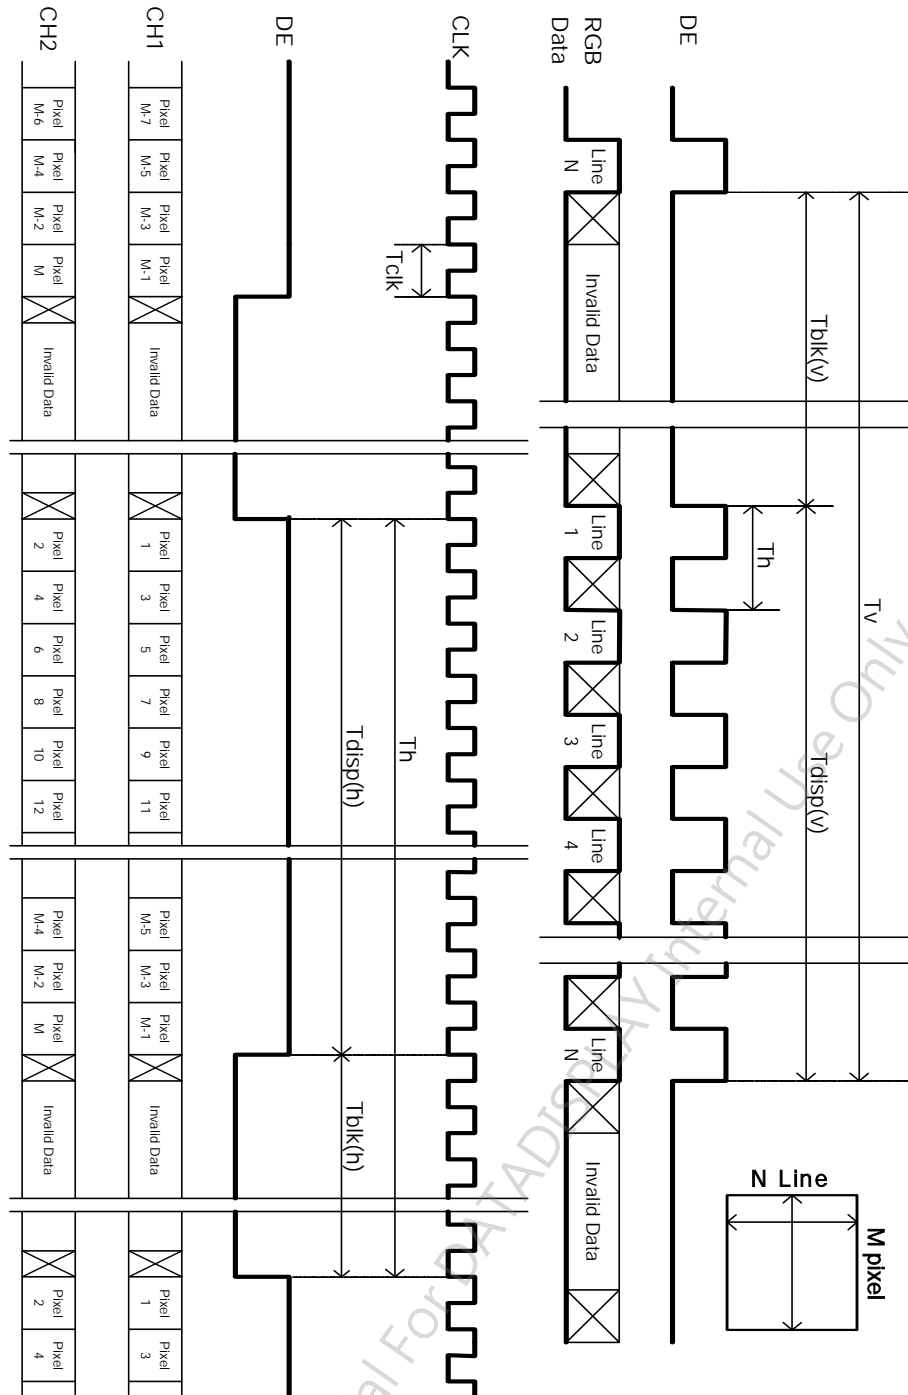 Tv
Tblk(v)
Tdisp(v)
Th
DE
RGB
Data
Line
N
Invalid Data
Line
1
Line
2
Line
3
Line
4
Line
N
Invalid Data
N Line
M pixel
CLK
Tclk
Th
Tdisp(h)
Tblk(h)
DE
CH1
Pixel
M-7
Pixel
M-5
Pixel
M-3
Pixel
M-1
Invalid Data
Pixel
1
Pixel
3
Pixel
5
Pixel
7
Pixel
9
Pixel
11
Pixel
M-5
Pixel
M-3
Pixel
M-1
Invalid Data
Pixel
1
Pixel
3
CH2
Pixel
M-6
Pixel
M-4
Pixel
M-2
Pixel
M
Invalid Data
Pixel
2
Pixel
4
Pixel
6
Pixel
8
Pixel
10
Pixel
12
Pixel
M-4
Pixel
M-2
Pixel
M
Invalid Data
Pixel
2
Pixel
4
For DATADISPLAY Internal Use Only